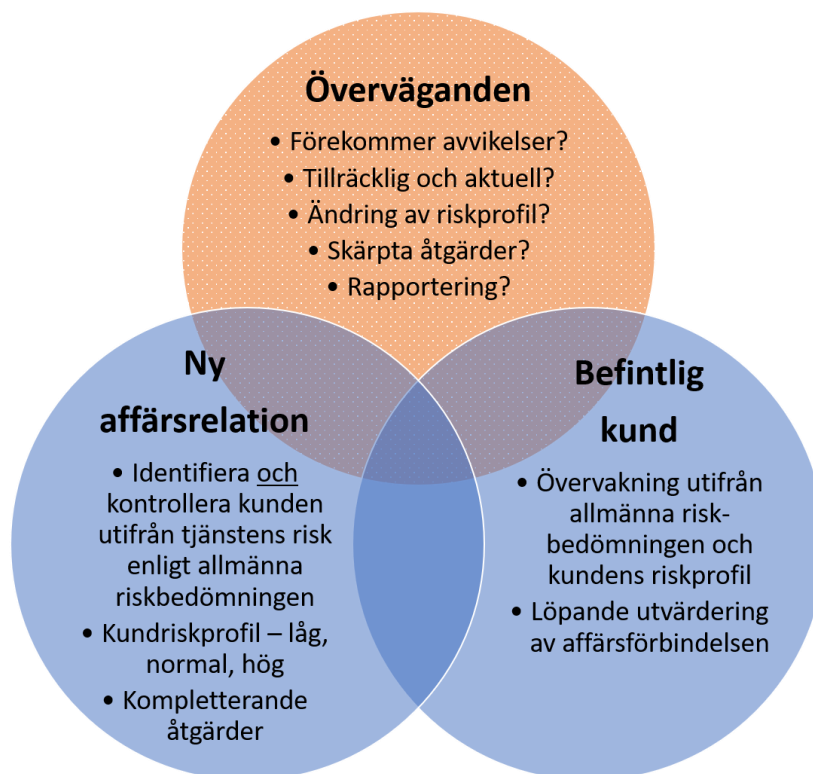 Överväganden
• Förekommer avvikelser?
• Tillräcklig och aktuell?
• Ändring av riskprofil?
• Skärpta åtgärder?
• Rapportering?
Ny
affärsrelation
• Identifiera och
kontrollera kunden
utifrån tjänstens risk
enligt allmänna
riskbedömningen
• Kundriskprofil – låg,
normal, hög
• Kompletterande
åtgärder
Befintlig
kund
• Övervakning utifrån
allmänna risk-
bedömningen och
kundens riskprofil
• Löpande utvärdering
av affärsförbindelsen